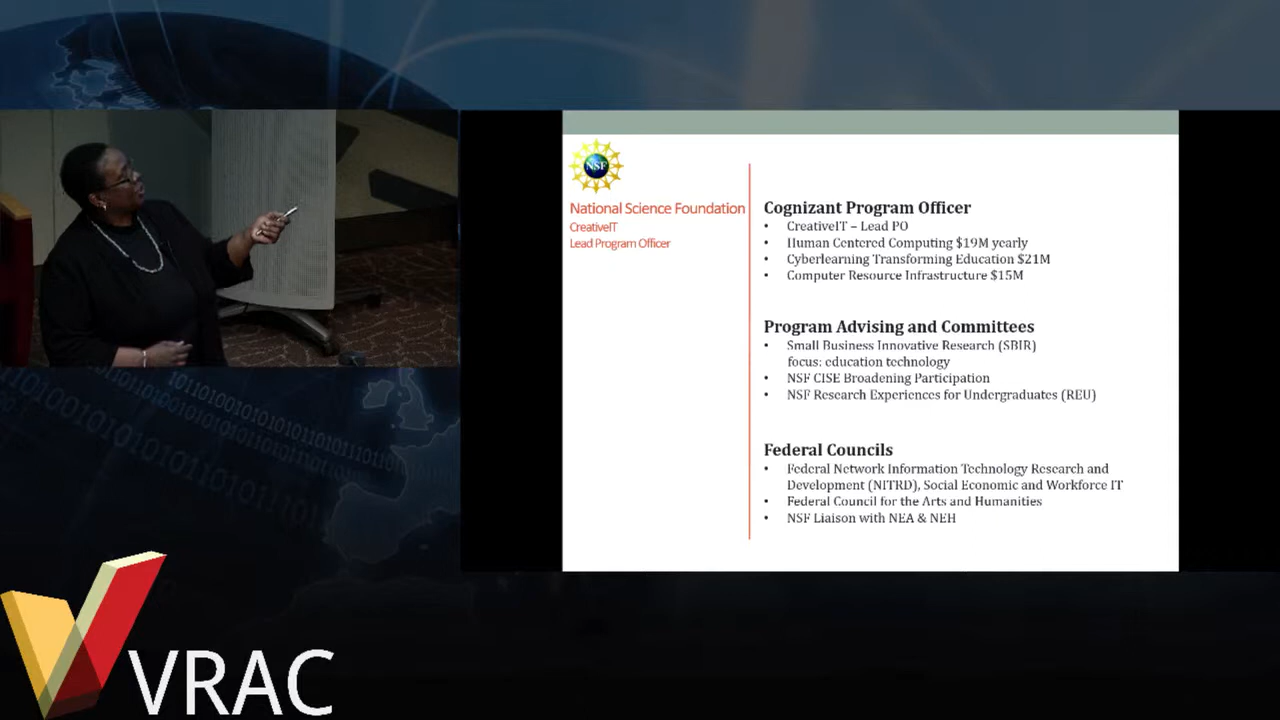 NSF
National Science Foundation
CreativeIT
Lead Program Officer
Cognizant Program Officer
• CreativeIT – Lead PO
• Human Centered Computing $19M yearly
• Cyberlearning Transforming Education $21M
• Computer Resource Infrastructure $15M
Program Advising and Committees
• Small Business Innovative Research (SBIR)
focus: education technology
• NSF CISE Broadening Participation
• NSF Research Experiences for Undergraduates (REU)
Federal Councils
• Federal Network Information Technology Research and
Development (NITRD), Social Economic and Workforce IT
• Federal Council for the Arts and Humanities
• NSF Liaison with NEA & NEH
VRAC